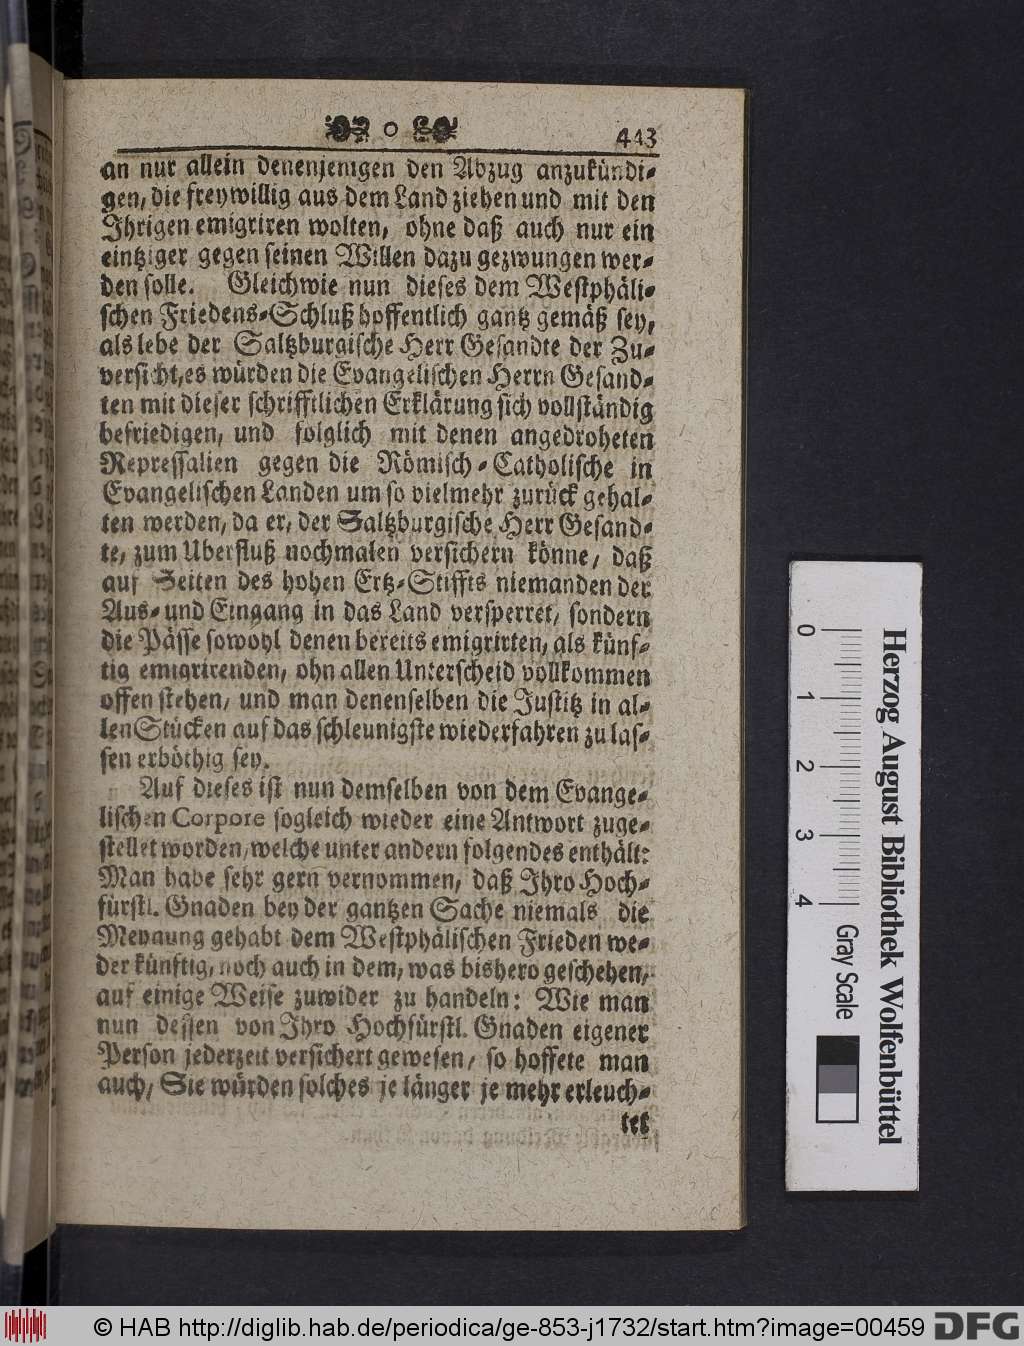 443
an nur allein denenjenigen den Abzug anzukündi-
gen, die freywillig aus dem Land ziehen und mit den
Ihrigen emigriren wolten, ohne daß auch nur ein
eintziger gegen seinen Willen dazu gezwungen wer-
den solle. Gleichwie nun dieses dem Westphäli-
schen Friedens-Schluß hoffentlich gantz gemäß sey,
als lebe der Saltzburgische Herr Gesandte der Zu-
versicht, es würden die Evangelischen Herrn Gesand-
ten mit dieser schrifftlichen Erklärung sich vollständig
befriedigen, und folglich mit denen angedroheten
Repressalien gegen die Römisch-Catholische in
Evangelischen Landen um so vielmehr zurück gehal-
ten werden, da er, der Saltzburgische Herr Gesand-
te, zum Uberfluß nochmalen versichern könne, daß
auf Seiten des hohen Ertz-Stiffts niemanden der
Aus- und Eingang in das Land versperret, sondern
die Pässe sowohl denen bereits emigrirten, als künf-
tig emigrirenden, ohn allen Unterscheid vollkommen
offen stehen, und man denenselben die Justitz in al-
len Stücken auf das schleunigste wiederfahren zu las-
sen erböthig sey.
Auf dieses ist nun demselben von dem Evange-
lischen Corpore sogleich wieder eine Antwort zuge-
stellet worden, welche unter andern folgendes enthält:
Man habe sehr gern vernommen, daß Ihro Hoch-
fürstl. Gnaden bey der gantzen Sache niemals die
Meynung gehabt dem Westphälischen Frieden we-
der künftig, noch auch in dem, was bishero geschehen,
auf einige Weise zuwider zu handeln: Wie man
nun dessen von Ihro Hochfürstl. Gnaden eigener
Person jederzeit versichert gewesen, so hoffete man
auch, Sie würden solches je länger je mehr erleuch-
tet
0 1 2 3 4
Gray Scale
Herzog August Bibliothek Wolfenbüttel
© HAB http://diglib.hab.de/periodica/ge-853-j1732/start.htm?image=00459
DFG